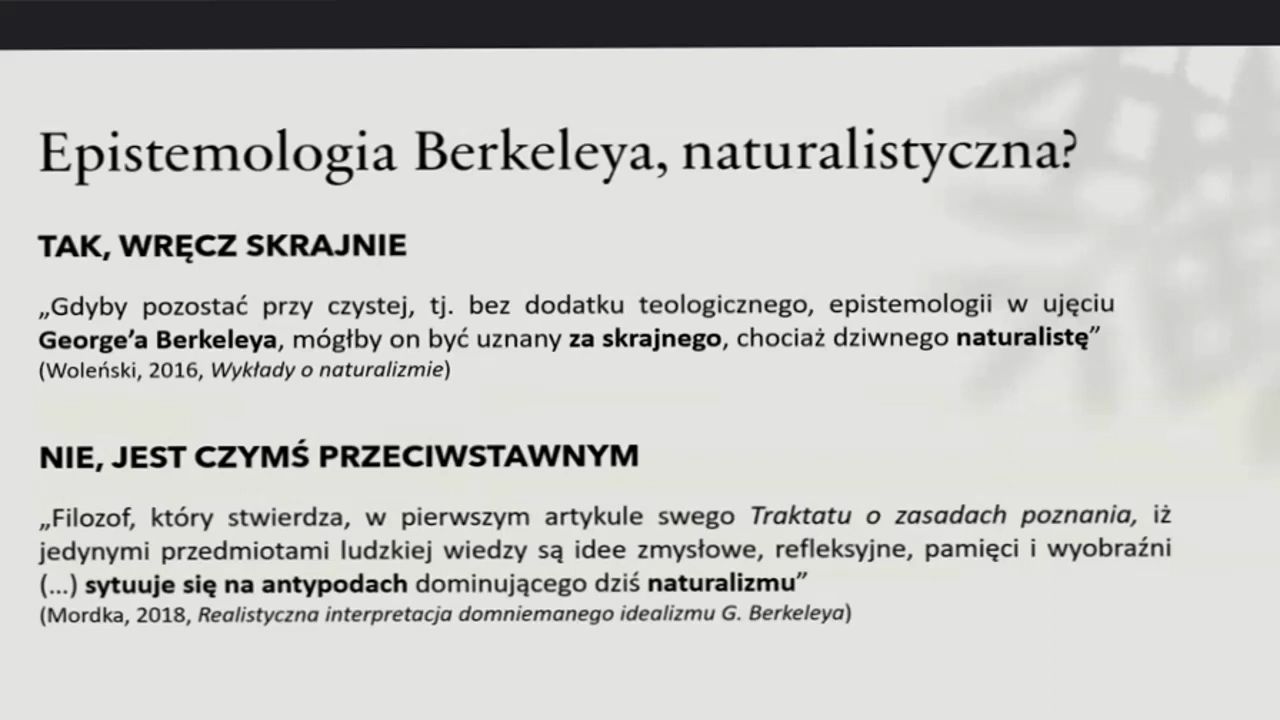 Epistemologia Berkeleya, naturalistyczna?
TAK, WRĘCZ SKRAJNIE
„Gdyby pozostać przy czystej, tj. bez dodatku teologicznego, epistemologii w ujęciu
George’a Berkeleya, mógłby on być uznany za skrajnego, chociaż dziwnego naturalistę”
(Woleński, 2016, Wykłady o naturalizmie)
NIE, JEST CZYMŚ PRZECIWSTAWNYM
„Filozof, który stwierdza, w pierwszym artykule swego Traktatu o zasadach poznania, iż
jedynymi przedmiotami ludzkiej wiedzy są idee zmysłowe, refleksyjne, pamięci i wyobraźni
(...) sytuuje się na antypodach dominującego dziś naturalizmu”
(Mordka, 2018, Realistyczna interpretacja domniemanego idealizmu G. Berkeleya)